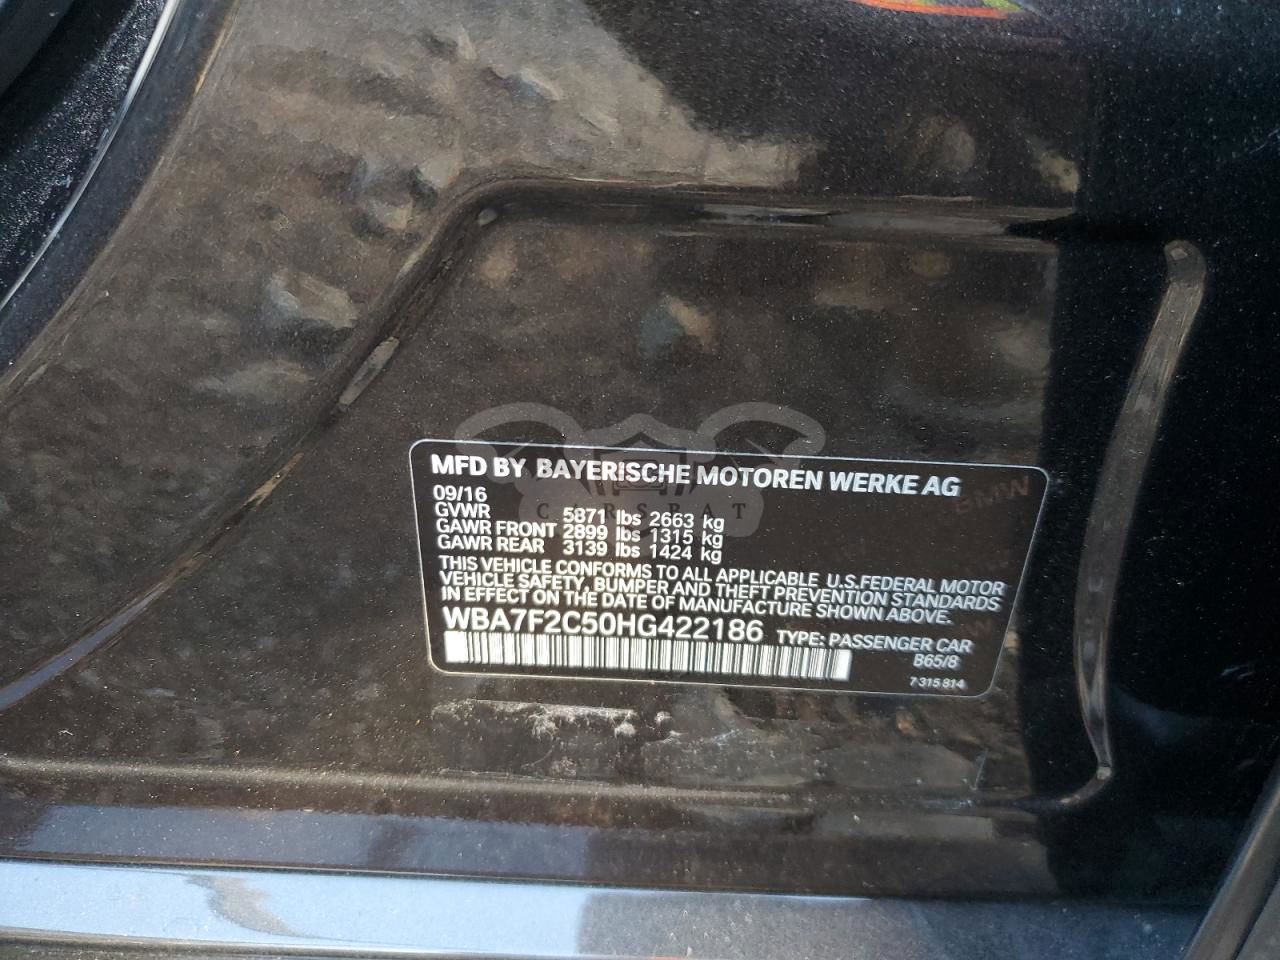 MFD BY BAYERISCHE MOTOREN WERKE AG
09/16
GVWR 5871 lbs 2663 kg
GAWR FRONT 2899 lbs 1315 kg
GAWR REAR 3139 lbs 1424 kg
THIS VEHICLE CONFORMS TO ALL APPLICABLE U.S.FEDERAL MOTOR
VEHICLE SAFETY, BUMPER AND THEFT PREVENTION STANDARDS
IN EFFECT ON THE DATE OF MANUFACTURE SHOWN ABOVE.
WBA7F2C50HG422186 TYPE: PASSENGER CAR
B65/8
7 315 814
BMW
CARSPAT